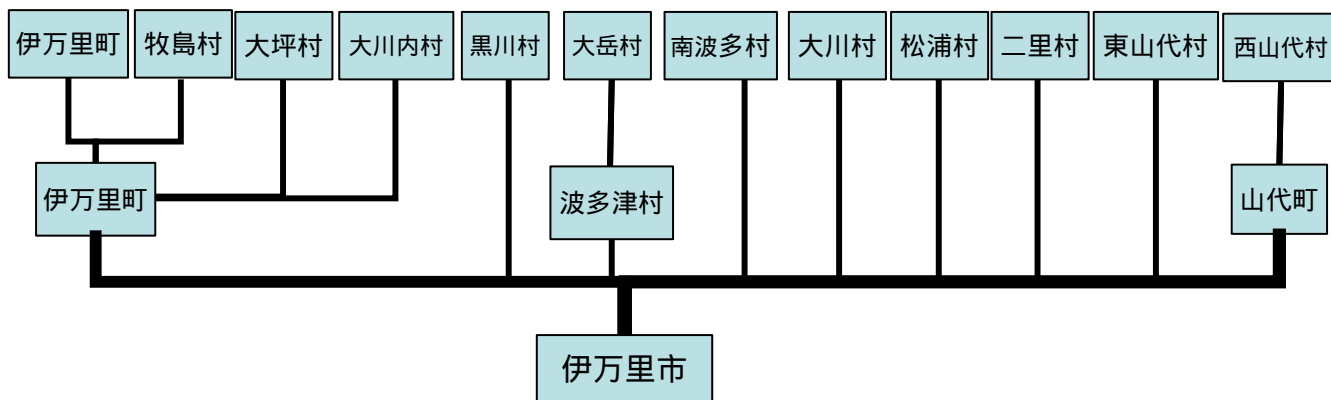 伊万里町
牧島村
大坪村
大川内村
黒川村
大岳村
南波多村
大川村
松浦村
二里村
東山代村
西山代村
伊万里町
波多津村
山代町
伊万里市